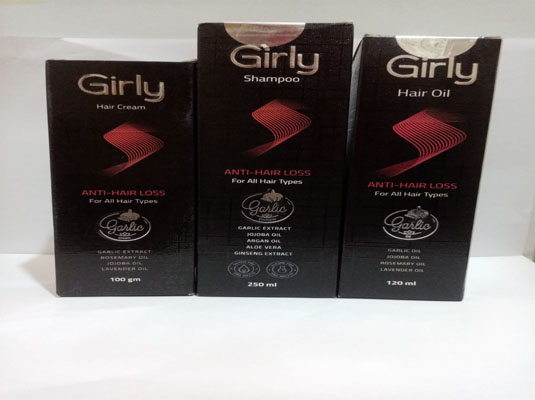 Girly
Hair Cream
ANTI-HAIR LOSS
For All Hair Types
Garlic
GARLIC EXTRACT
ROSEMARY OIL
JOJOBA OIL
LAVENDER OIL
100 gm
Girly
Shampoo
ANTI-HAIR LOSS
For All Hair Types
Garlic
GARLIC EXTRACT
JOJOBA OIL
ARGAN OIL
ALOE VERA
GINSENG EXTRACT
250 ml
Girly
Hair Oil
ANTI-HAIR LOSS
For All Hair Types
Garlic
GARLIC OIL
JOJOBA OIL
ROSEMARY OIL
LAVENDER OIL
120 ml